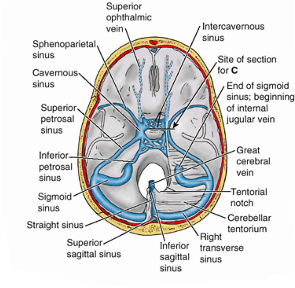 Superior
ophthalmic
vein
Intercavernous
sinus
Sphenoparietal
sinus
Site of section
for C
Cavernous
sinus
End of sigmoid
sinus; beginning
of internal
jugular vein
Superior
petrosal
sinus
Inferior
petrosal
sinus
Great
cerebral
vein
Sigmoid
sinus
Tentorial
notch
Straight sinus
Cerebellar
tentorium
Superior
sagittal sinus
Inferior
sagittal
sinus
Right
transverse
sinus